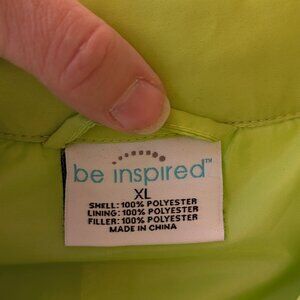 be inspired™
XL
SHELL: 100% POLYESTER
LINING: 100% POLYESTER
FILLER: 100% POLYESTER
MADE IN CHINA